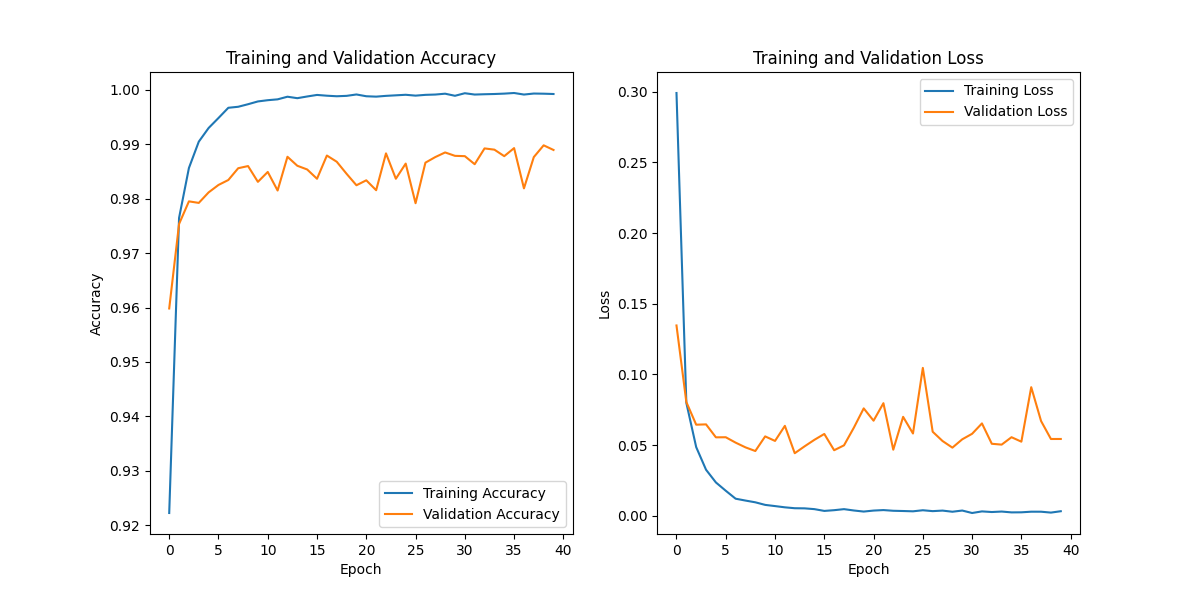 Training and Validation Accuracy
1.00
0.99
0.98
0.97
0.96
0.95
0.94
0.93
0.92
Accuracy
0 5 10 15 20 25 30 35 40
Epoch
Training Accuracy
Validation Accuracy
Training and Validation Loss
0.30
0.25
0.20
0.15
0.10
0.05
0.00
Loss
0 5 10 15 20 25 30 35 40
Epoch
Training Loss
Validation Loss